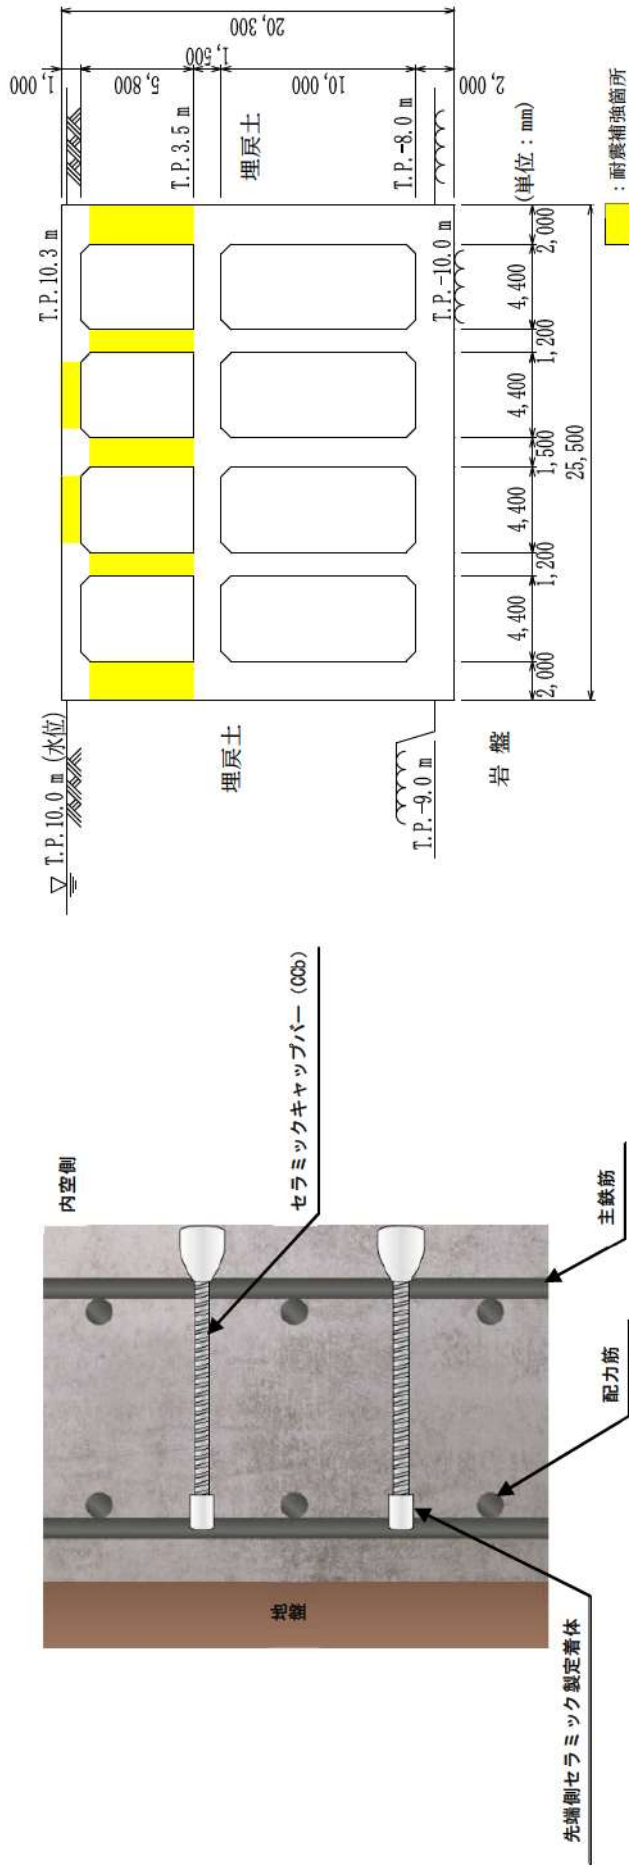 内空側
セラミックキャップバー (CCb)
主鉄筋
配力筋
先端側セラミック製定着体
地盤
T.P.10.0 m (水位)
T.P.10.3 m
1,000
5,800
1,500
10,000
2,000
20,300
T.P.3.5 m
埋戻土
埋戻土
T.P.-8.0 m
T.P.-9.0 m
T.P.-10.0 m
岩 盤
2,000
4,400
1,200
4,400
1,500
4,400
1,200
4,400
2,000
25,500
(単位：mm)
：耐震補強箇所